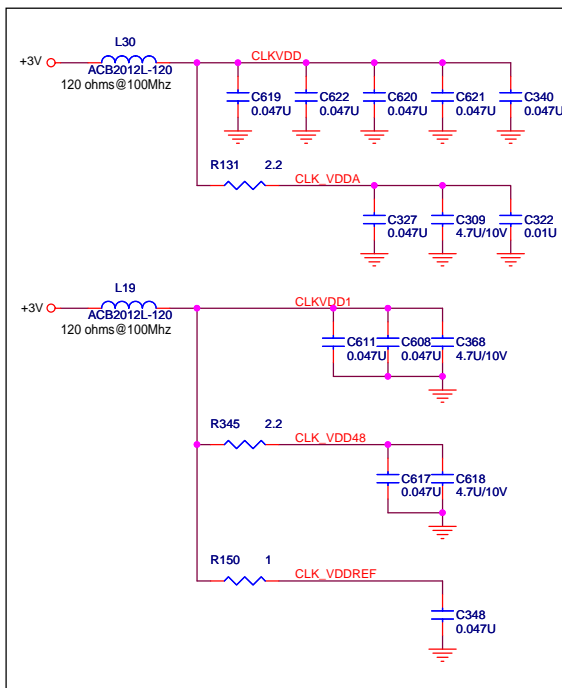 L30
+3V
CLKVDD
ACB2012L-120
120 ohms@100Mhz
C619
0.047U
C622
0.047U
C620
0.047U
C621
0.047U
C340
0.047U
R131
2.2
CLK_VDDA
C327
0.047U
C309
4.7U/10V
C322
0.01U
L19
+3V
CLKVDD1
ACB2012L-120
120 ohms@100Mhz
C611
0.047U
C608
0.047U
C368
4.7U/10V
R345
2.2
CLK_VDD48
C617
0.047U
C618
4.7U/10V
R150
1
CLK_VDDREF
C348
0.047U